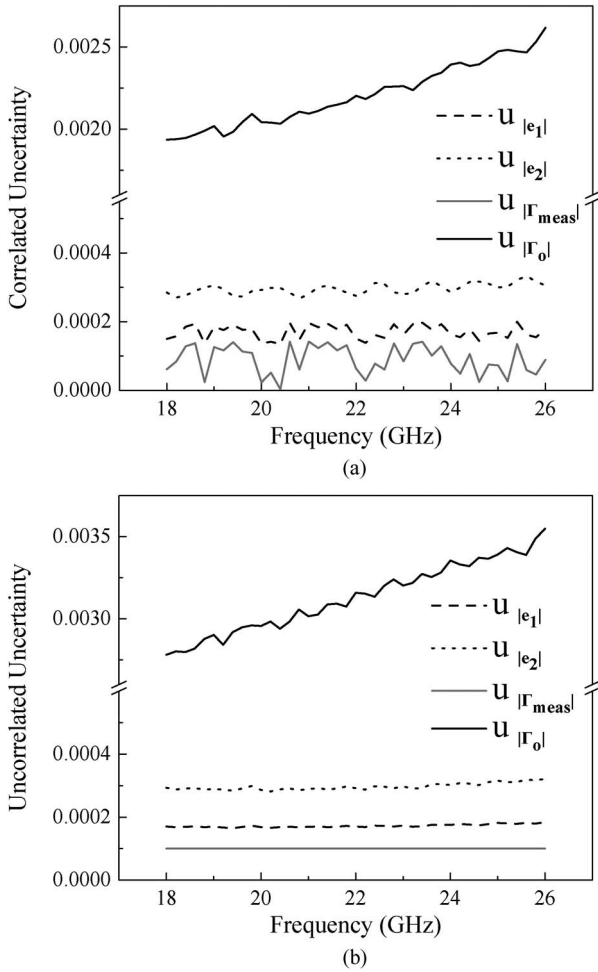 Correlated Uncertainty
0.0025
0.0020
0.0004
0.0002
0.0000
u |e1|
u |e2|
u |Γmeas|
u |Γo|
18 20 22 24 26
Frequency (GHz)
(a)
Uncorrelated Uncertainty
0.0035
0.0030
0.0004
0.0002
0.0000
u |e1|
u |e2|
u |Γmeas|
u |Γo|
18 20 22 24 26
Frequency (GHz)
(b)